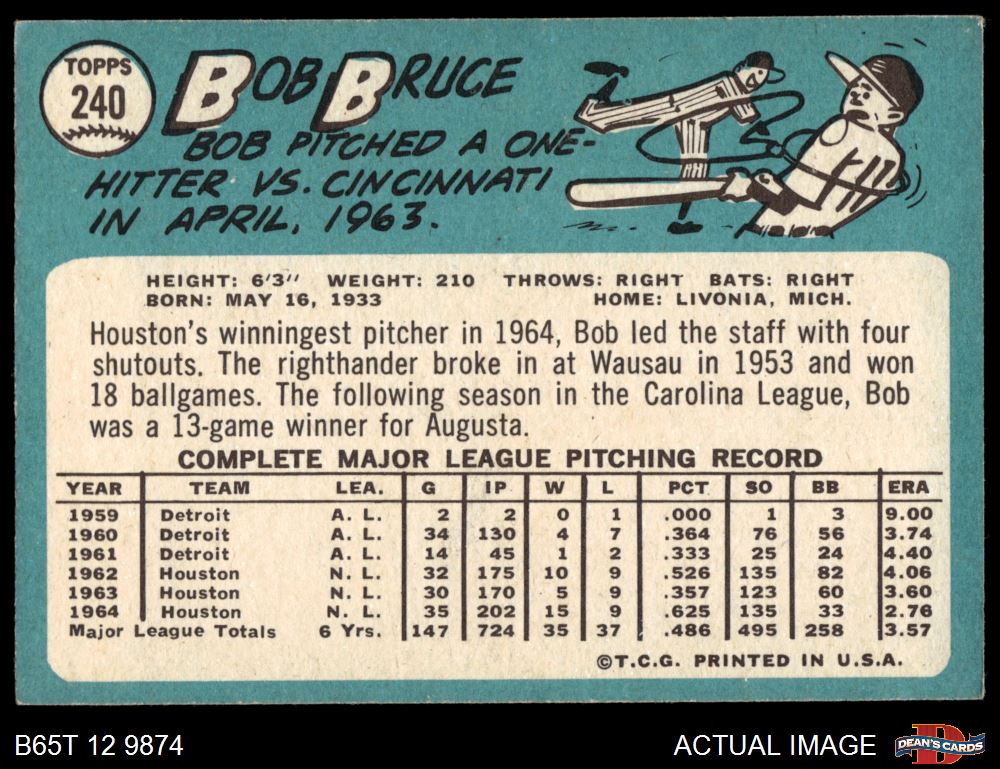 TOPPS
240
BOB BRUCE
BOB PITCHED A ONE-
HITTER VS. CINCINNATI
IN APRIL, 1963.
HEIGHT: 6'3" WEIGHT: 210 THROWS: RIGHT BATS: RIGHT
BORN: MAY 16, 1933 HOME: LIVONIA, MICH.
Houston's winningest pitcher in 1964, Bob led the staff with four
shutouts. The righthander broke in at Wausau in 1953 and won
18 ballgames. The following season in the Carolina League, Bob
was a 13-game winner for Augusta.
COMPLETE MAJOR LEAGUE PITCHING RECORD
YEAR TEAM LEA. G IP W L PCT SO BB ERA
1959 Detroit A. L. 2 2 0 1 .000 1 3 9.00
1960 Detroit A. L. 34 130 4 7 .364 76 56 3.74
1961 Detroit A. L. 14 45 1 2 .333 25 24 4.40
1962 Houston N. L. 32 175 10 9 .526 135 82 4.06
1963 Houston N. L. 30 170 5 9 .357 123 60 3.60
1964 Houston N. L. 35 202 15 9 .625 135 33 2.76
Major League Totals 6 Yrs. 147 724 35 37 .486 495 258 3.57
©T.C.G. PRINTED IN U.S.A.
B65T 12 9874 ACTUAL IMAGE DEAN'S CARDS